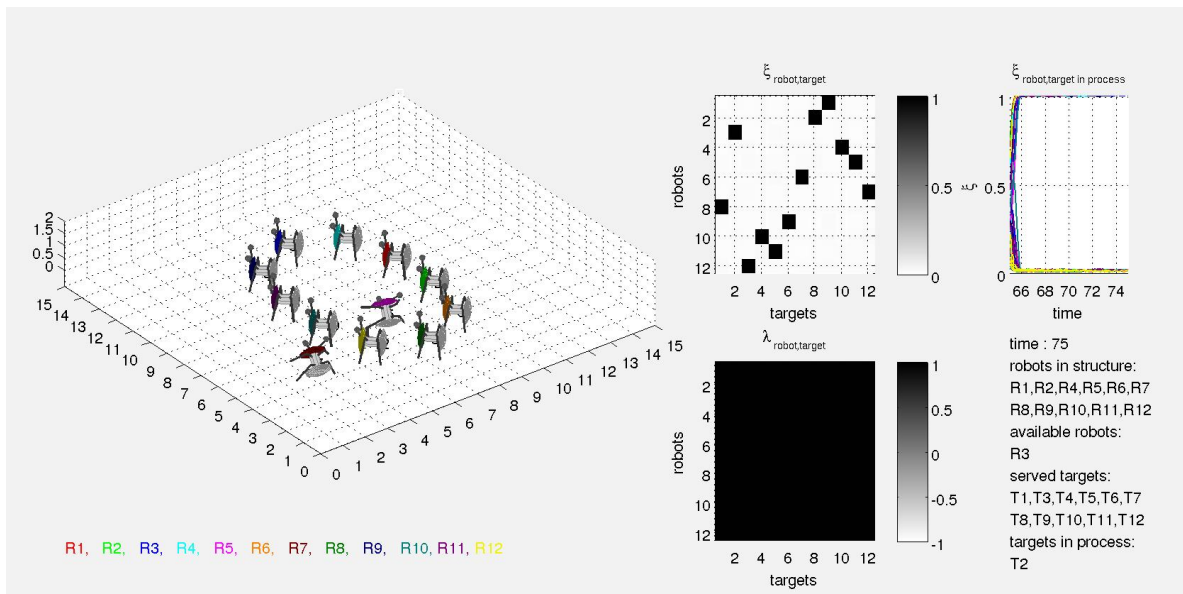 2
1.5
1
0.5
0
15
14
13
12
11
10
9
8
7
6
5
4
3
2
1
0
0
1
2
3
4
5
6
7
8
9
10
11
12
13
14
15
R1, R2, R3, R4, R5, R6, R7, R8, R9, R10, R11, R12
ξ robot,target
robots
2
4
6
8
10
12
2 4 6 8 10 12
targets
1
0.5
0
ξ robot,target in process
ξ
1
0.5
0
66 68 70 72 74
time
λ robot,target
robots
2
4
6
8
10
12
2 4 6 8 10 12
targets
1
0.5
0
-0.5
-1
time : 75
robots in structure:
R1,R2,R4,R5,R6,R7
R8,R9,R10,R11,R12
available robots:
R3
served targets:
T1,T3,T4,T5,T6,T7
T8,T9,T10,T11,T12
targets in process:
T2